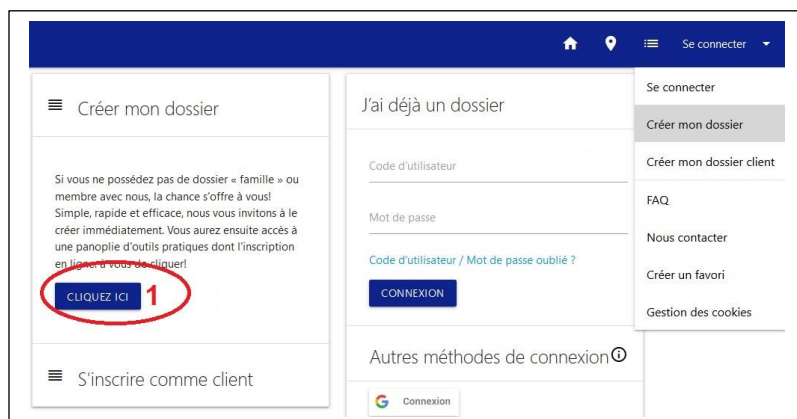 Se connecter
Créer mon dossier
Si vous ne possédez pas de dossier « famille » ou
membre avec nous, la chance s'offre à vous!
Simple, rapide et efficace, nous vous invitons à le
créer immédiatement. Vous aurez ensuite accès à
une panoplie d'outils pratiques dont l'inscription
en ligne: à vous de cliquer!
CLIQUEZ ICI 1
S'inscrire comme client
J'ai déjà un dossier
Code d'utilisateur
Mot de passe
Code d'utilisateur / Mot de passe oublié ?
CONNEXION
Autres méthodes de connexion
Connexion
Se connecter
Créer mon dossier
Créer mon dossier client
FAQ
Nous contacter
Créer un favori
Gestion des cookies